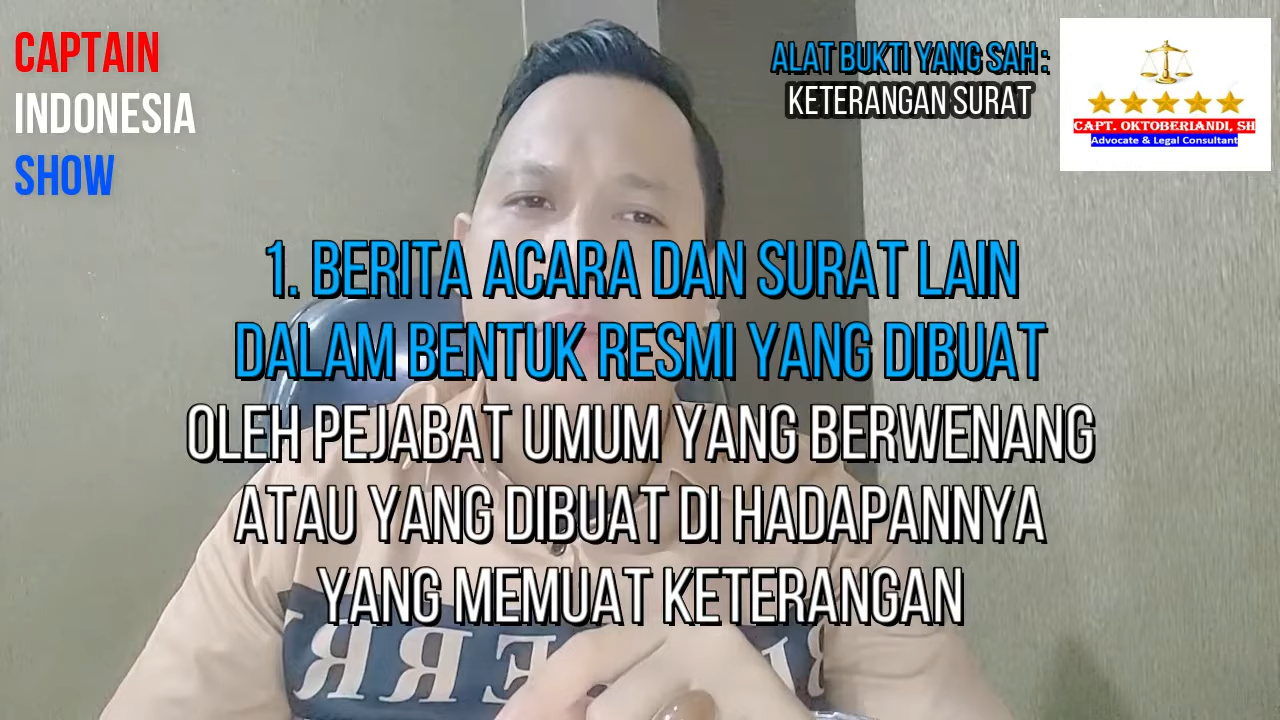 CAPTAIN
INDONESIA
SHOW
ALAT BUKTI YANG SAH :
KETERANGAN SURAT
CAPT. OKTOBERIANDI, SH
Advocate & Legal Consultant
1. BERITA ACARA DAN SURAT LAIN
DALAM BENTUK RESMI YANG DIBUAT
OLEH PEJABAT UMUM YANG BERWENANG
ATAU YANG DIBUAT DI HADAPANNYA
YANG MEMUAT KETERANGAN